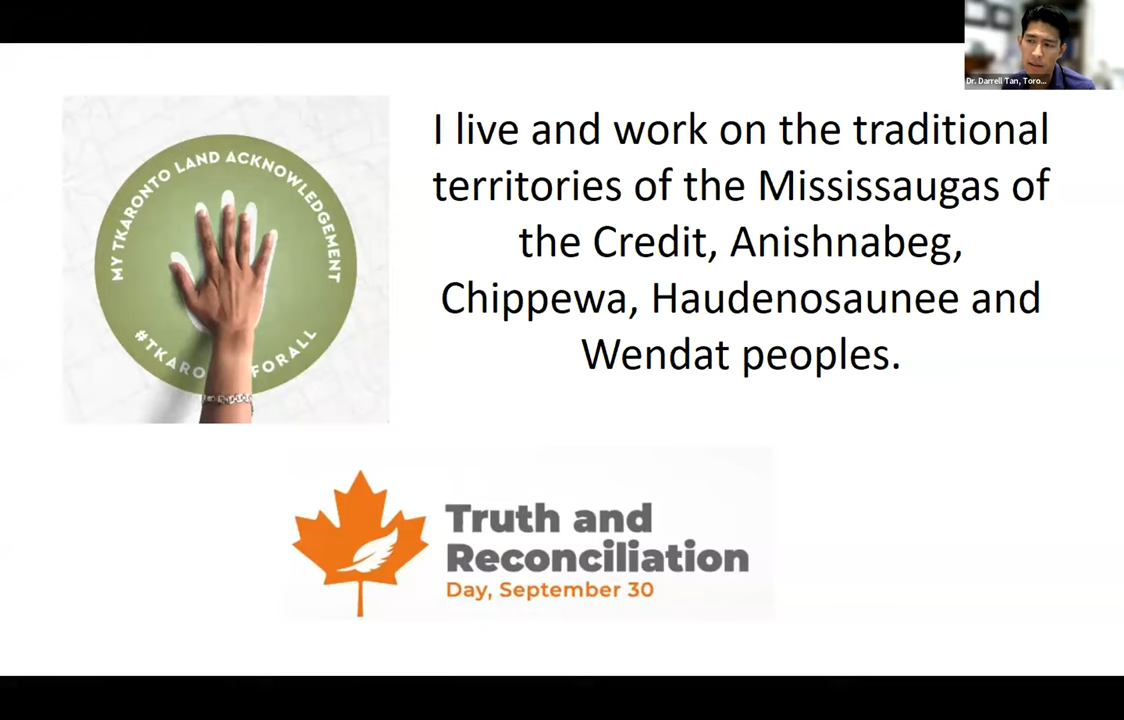 Dr. Darrell Tan, Toro...
MY TKARONTO LAND ACKNOWLEDGEMENT
#TKARO FORALL
I live and work on the traditional
territories of the Mississaugas of
the Credit, Anishnabeg,
Chippewa, Haudenosaunee and
Wendat peoples.
Truth and
Reconciliation
Day, September 30